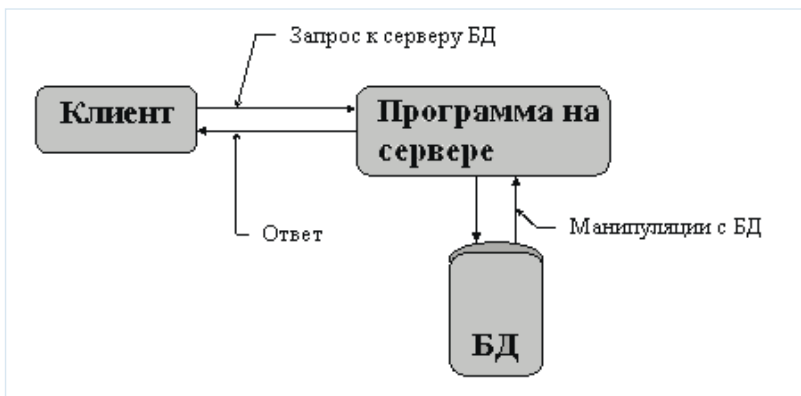 Запрос к серверу БД
Клиент
Программа на
сервере
Ответ
Манипуляции с БД
БД